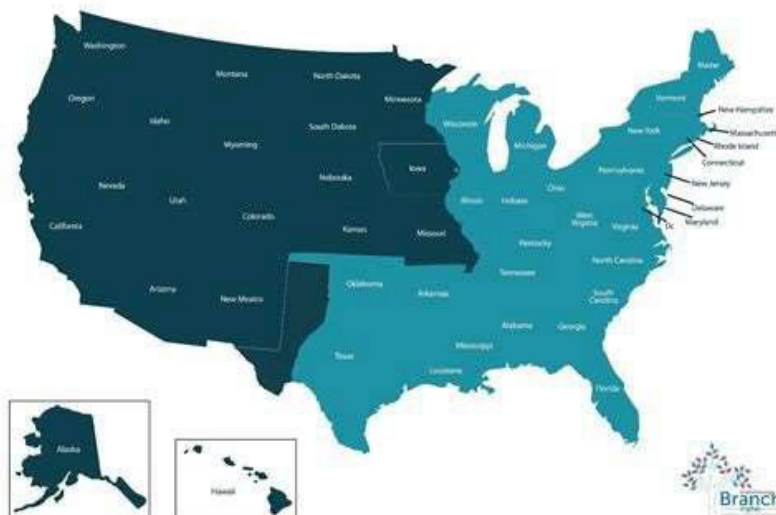 Washington
Montana
North Dakota
Minnesota
Oregon
Idaho
Wyoming
South Dakota
Wisconsin
Michigan
Vermont
New Hampshire
Massachusett
Rhode Island
Connecticut
New York
Nevada
Utah
Colorado
Nebraska
Iowa
Illinois
Indiana
Ohio
Pennsylvania
New Jersey
Delaware
Maryland
Dc
California
Kansas
Missouri
Kentucky
West
Virginia
Virginia
Arizona
New Mexico
Oklahoma
Arkansas
Tennessee
North Carolina
South
Carolina
Texas
Louisiana
Mississippi
Alabama
Georgia
Florida
Alaska
Hawaii
Branch